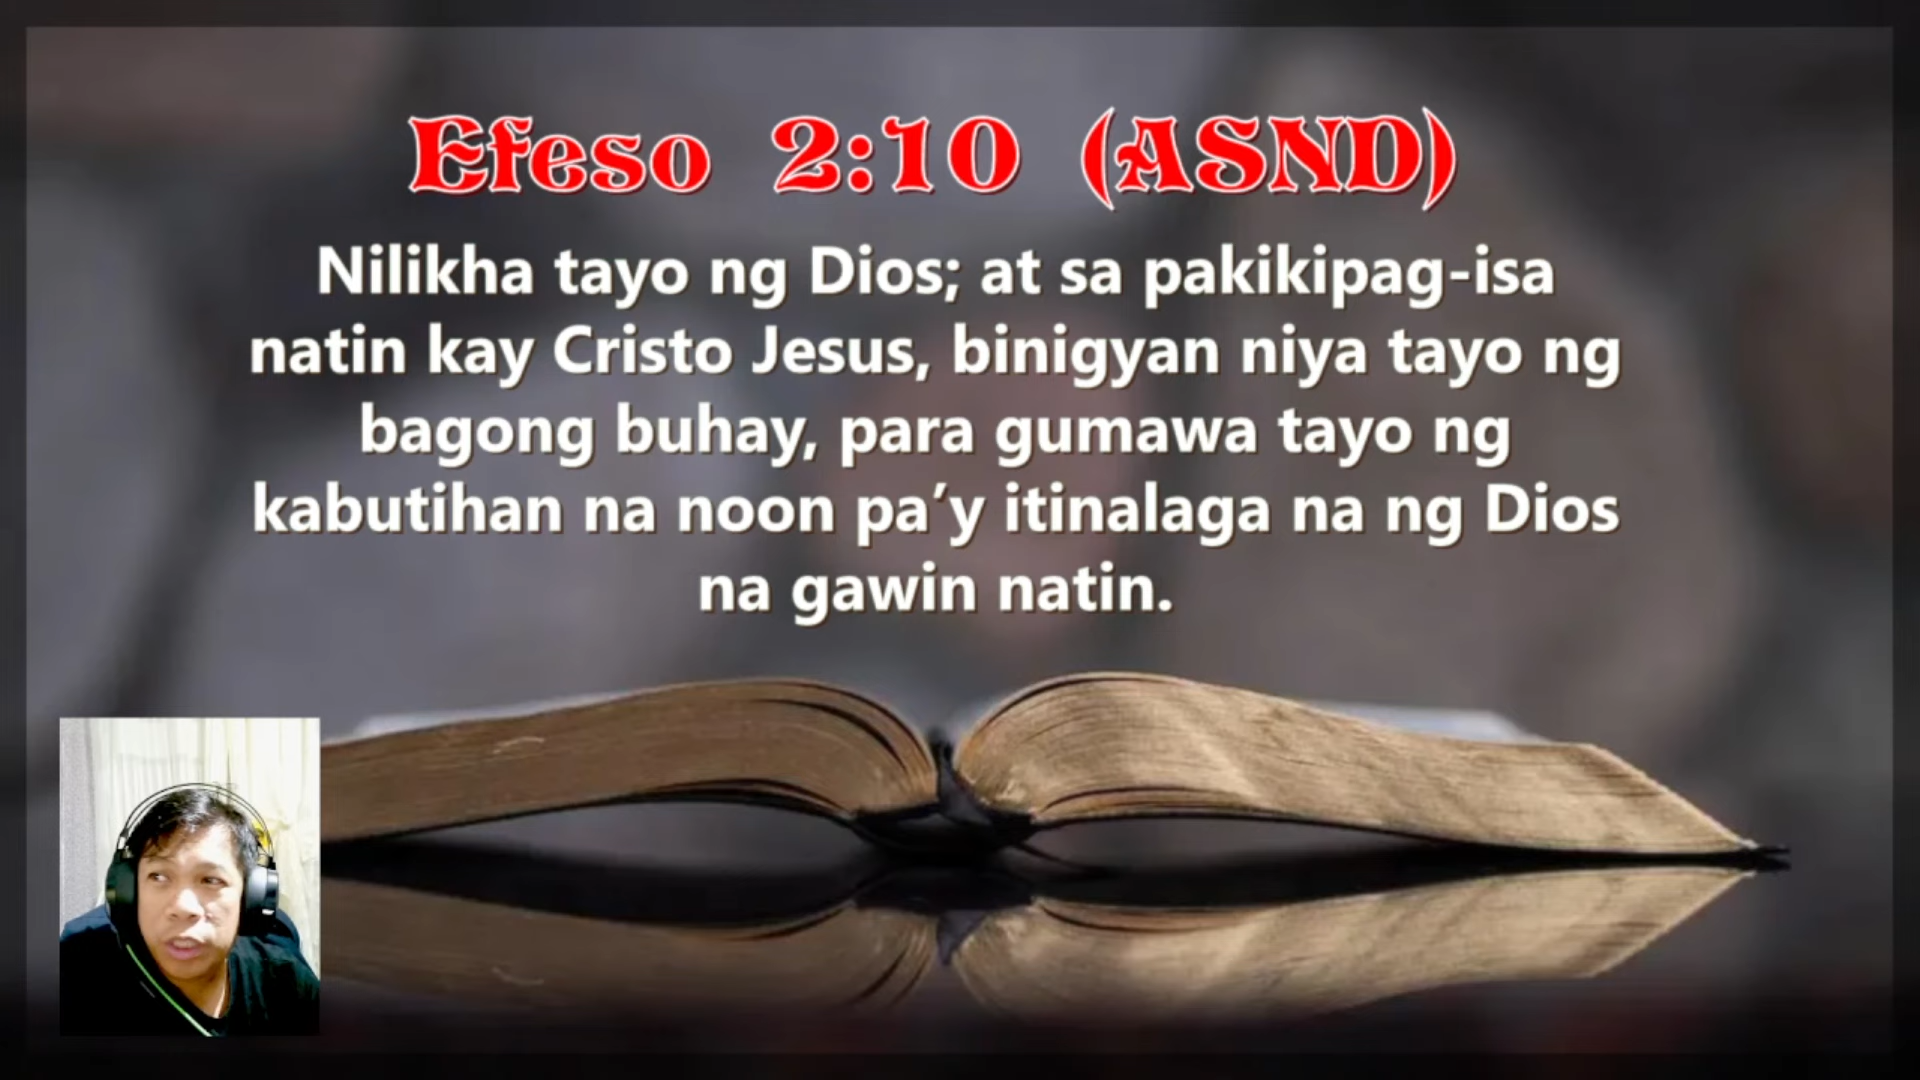 Efeso 2:10 (ASND)
Nilikha tayo ng Dios; at sa pakikipag-isa
natin kay Cristo Jesus, binigyan niya tayo ng
bagong buhay, para gumawa tayo ng
kabutihan na noon pa’y itinalaga na ng Dios
na gawin natin.